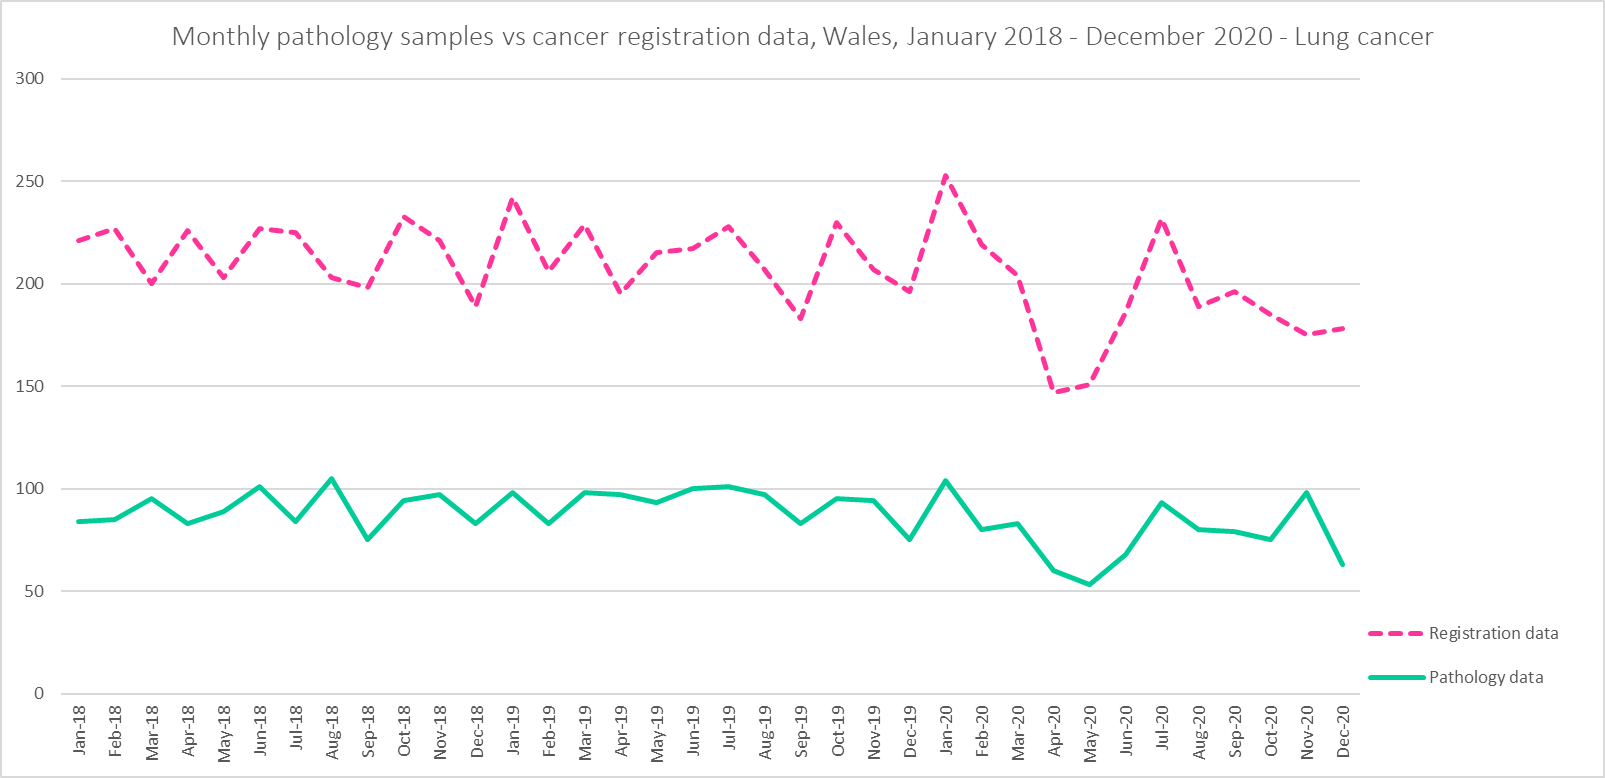 Monthly pathology samples vs cancer registration data, Wales, January 2018 - December 2020 - Lung cancer
300
250
200
150
100
50
0
Jan-18
Feb-18
Mar-18
Apr-18
May-18
Jun-18
Jul-18
Aug-18
Sep-18
Oct-18
Nov-18
Dec-18
Jan-19
Feb-19
Mar-19
Apr-19
May-19
Jun-19
Jul-19
Aug-19
Sep-19
Oct-19
Nov-19
Dec-19
Jan-20
Feb-20
Mar-20
Apr-20
May-20
Jun-20
Jul-20
Aug-20
Sep-20
Oct-20
Nov-20
Dec-20
Registration data
Pathology data